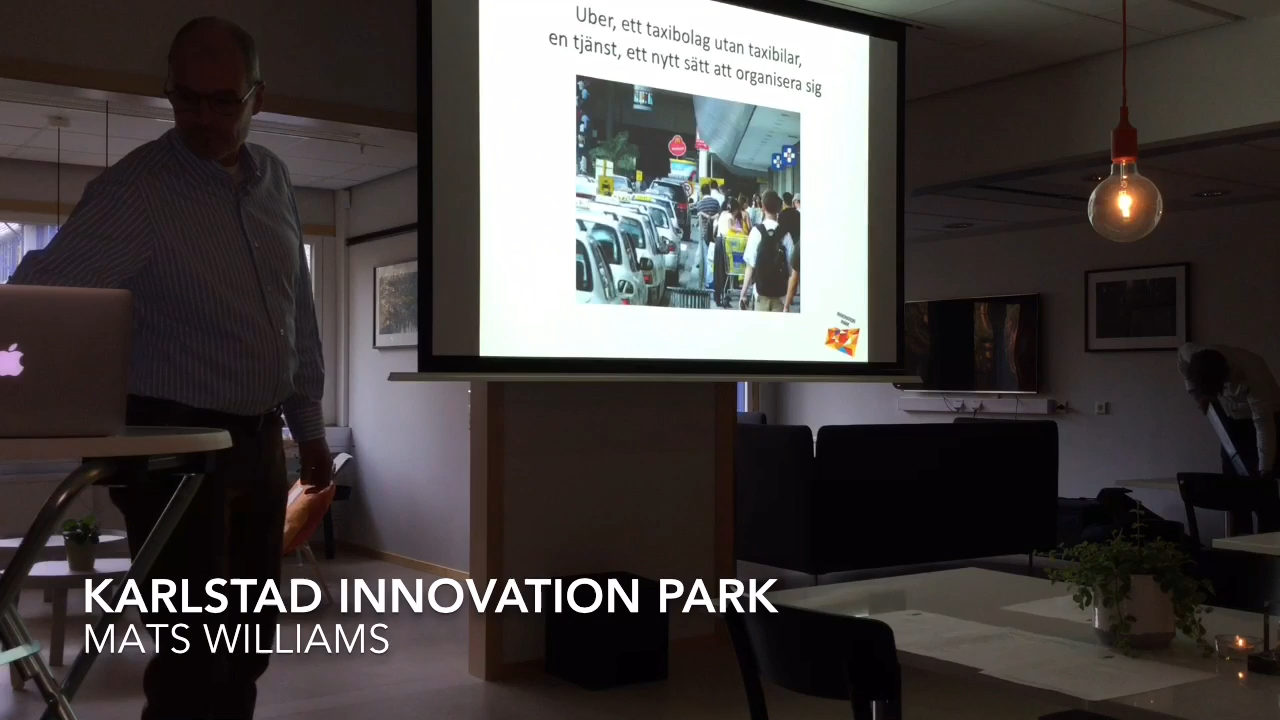 Uber, ett taxibolag utan taxibilar,
en tjänst, ett nytt sätt att organisera sig
KARLSTAD INNOVATION PARK
MATS WILLIAMS